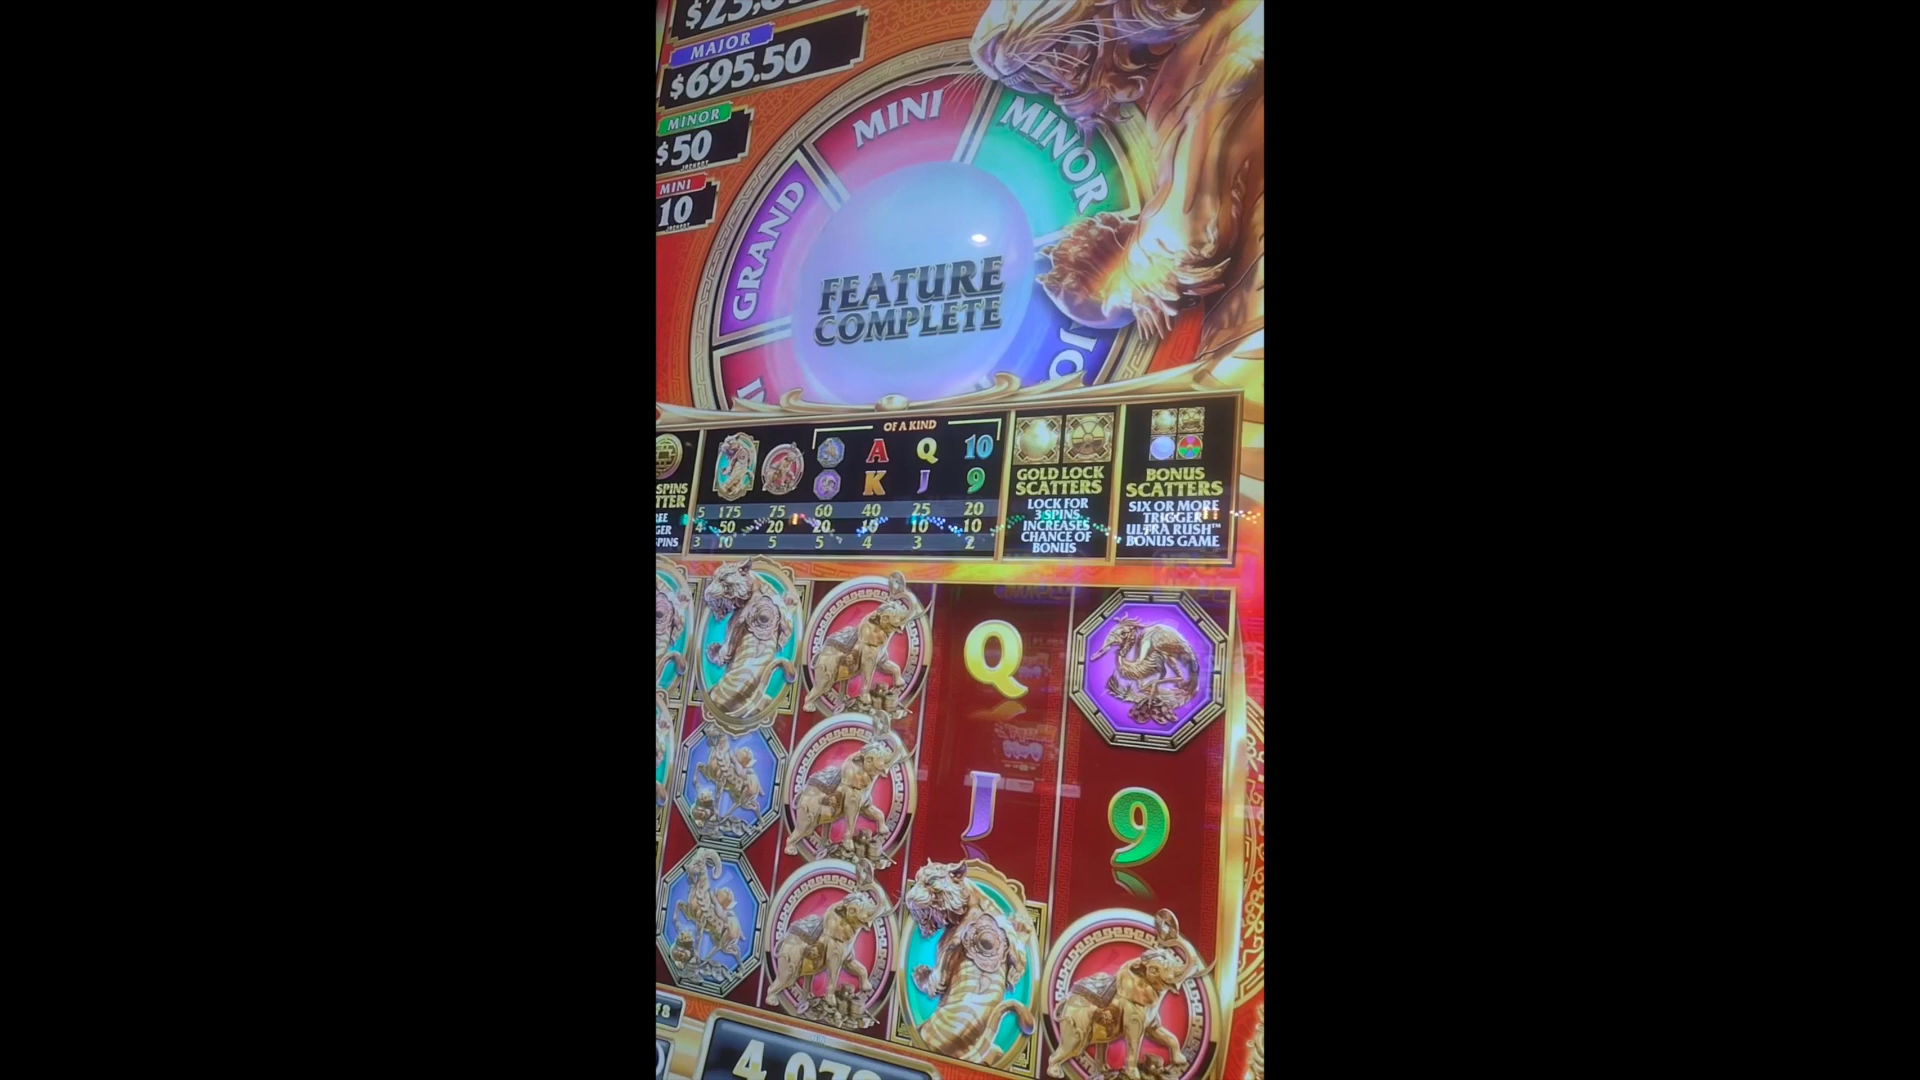 MAJOR
$695.50
MINOR
$50
JACKPOT
MINI
10
MINI
MINOR
GRAND
FEATURE
COMPLETE
OF A KIND
A Q 10
K J 9
5 175 75 60 40 25 20
4 50 20 20 10 10 10
3 10 5 5 4 3 2
GOLD LOCK
SCATTERS
LOCK FOR
3 SPINS
INCREASES
CHANCE OF
BONUS
BONUS
SCATTERS
SIX OR MORE
TRIGGER
ULTRA RUSH™
BONUS GAME
SPINS
Q
J
9